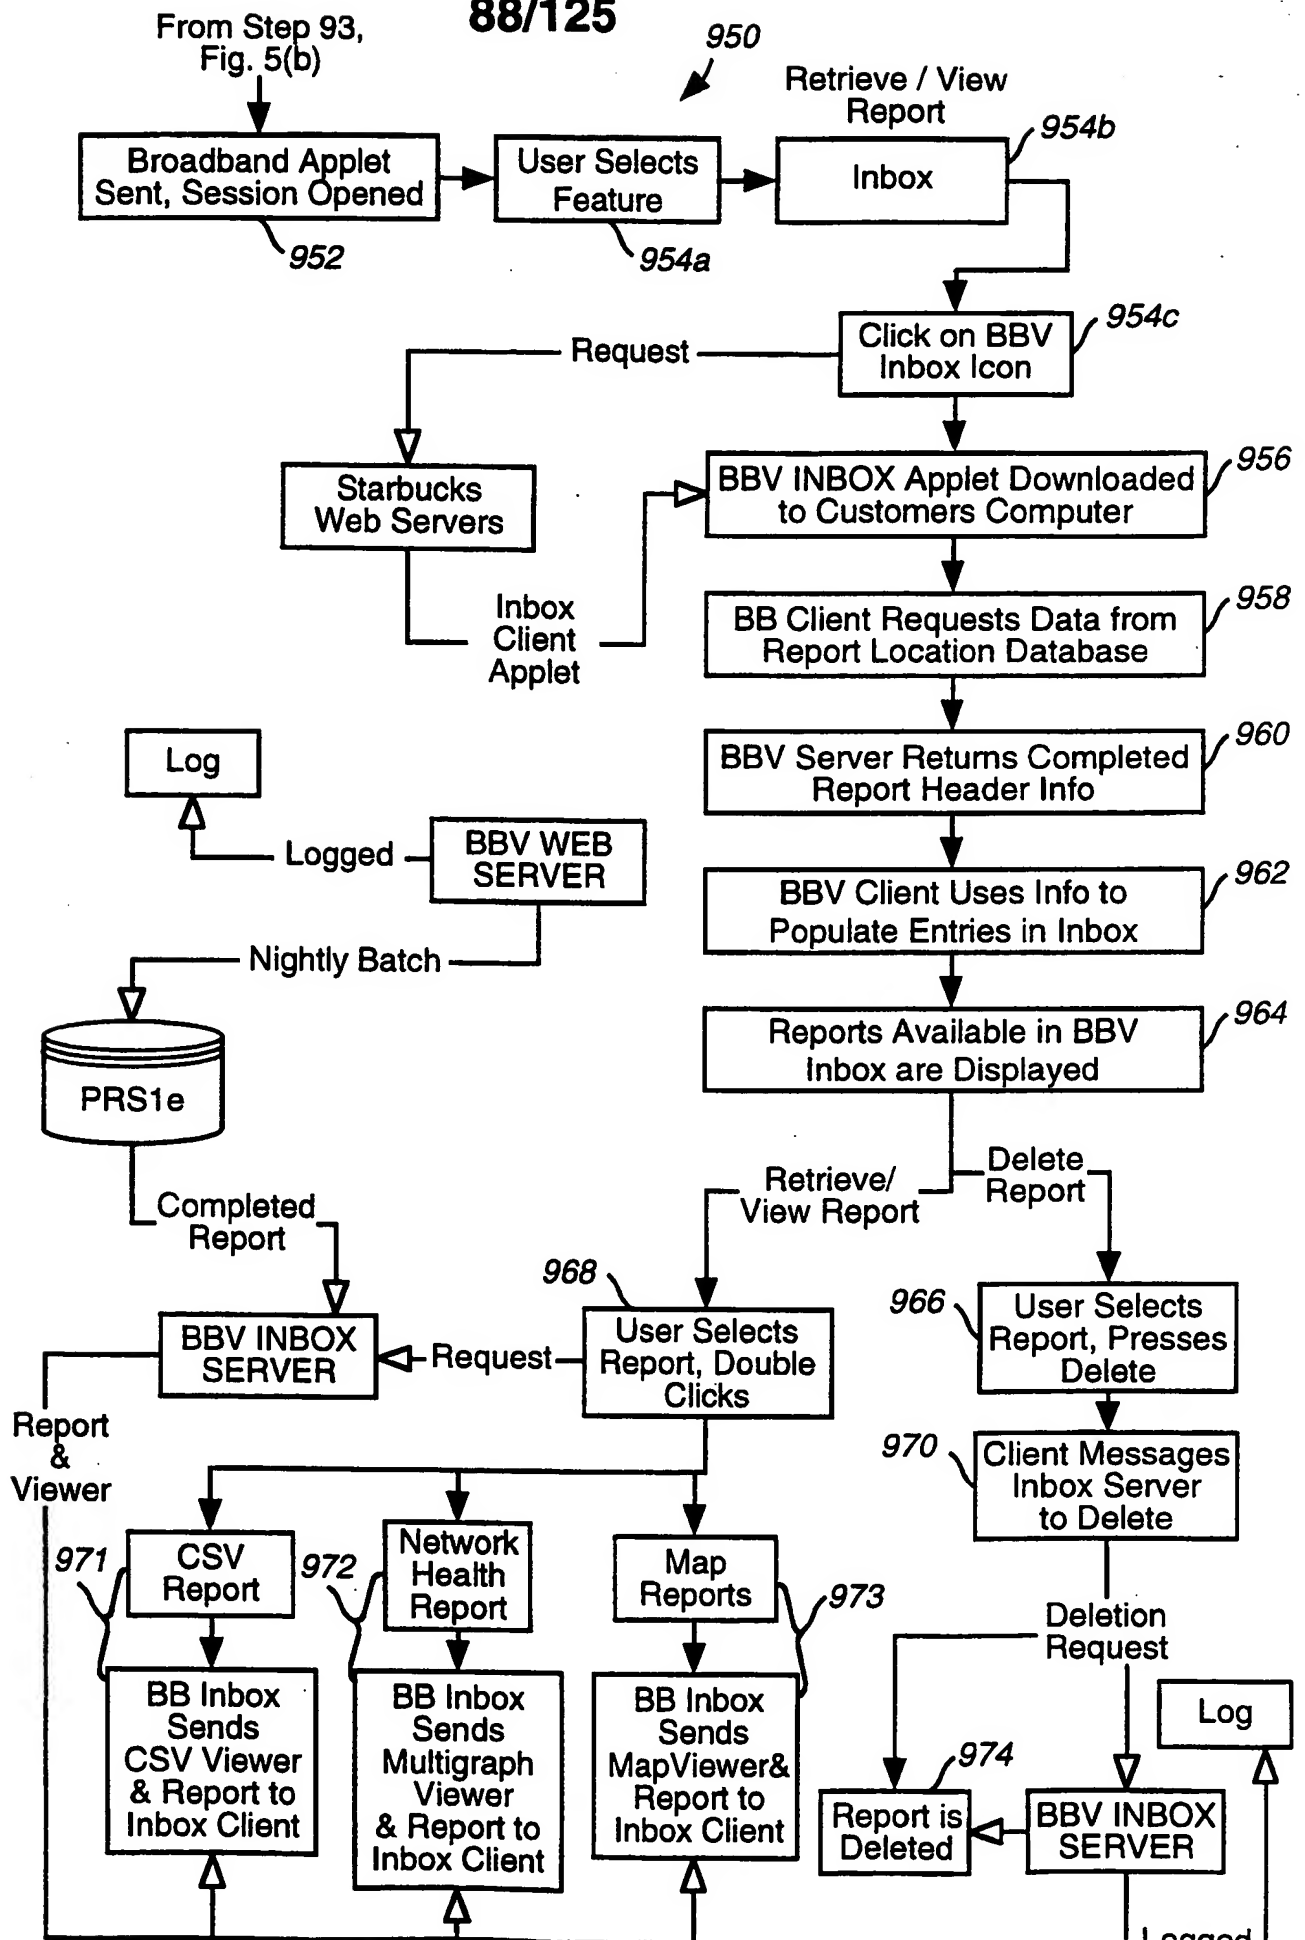 88/125
From Step 93,
Fig. 5(b)
950
Retrieve / View
Report
954b
Broadband Applet
Sent, Session Opened
952
User Selects
Feature
954a
Inbox
Click on BBV
Inbox Icon
954c
Request
Starbucks
Web Servers
BBV INBOX Applet Downloaded
to Customers Computer
956
Inbox
Client
Applet
BB Client Requests Data from
Report Location Database
958
Log
BBV Server Returns Completed
Report Header Info
960
Logged
BBV WEB
SERVER
BBV Client Uses Info to
Populate Entries in Inbox
962
Nightly Batch
Reports Available in BBV
Inbox are Displayed
964
PRS1e
Completed
Report
Retrieve/
View Report
Delete
Report
968
966
BBV INBOX
SERVER
Request
User Selects
Report, Double
Clicks
User Selects
Report, Presses
Delete
Report
&
Viewer
970
Client Messages
Inbox Server
to Delete
971
CSV
Report
972
Network
Health
Report
Map
Reports
973
Deletion
Request
BB Inbox
Sends
CSV Viewer
& Report to
Inbox Client
BB Inbox
Sends
Multigraph
Viewer
& Report to
Inbox Client
BB Inbox
Sends
MapViewer&
Report to
Inbox Client
974
Report is
Deleted
BBV INBOX
SERVER
Log
Logged